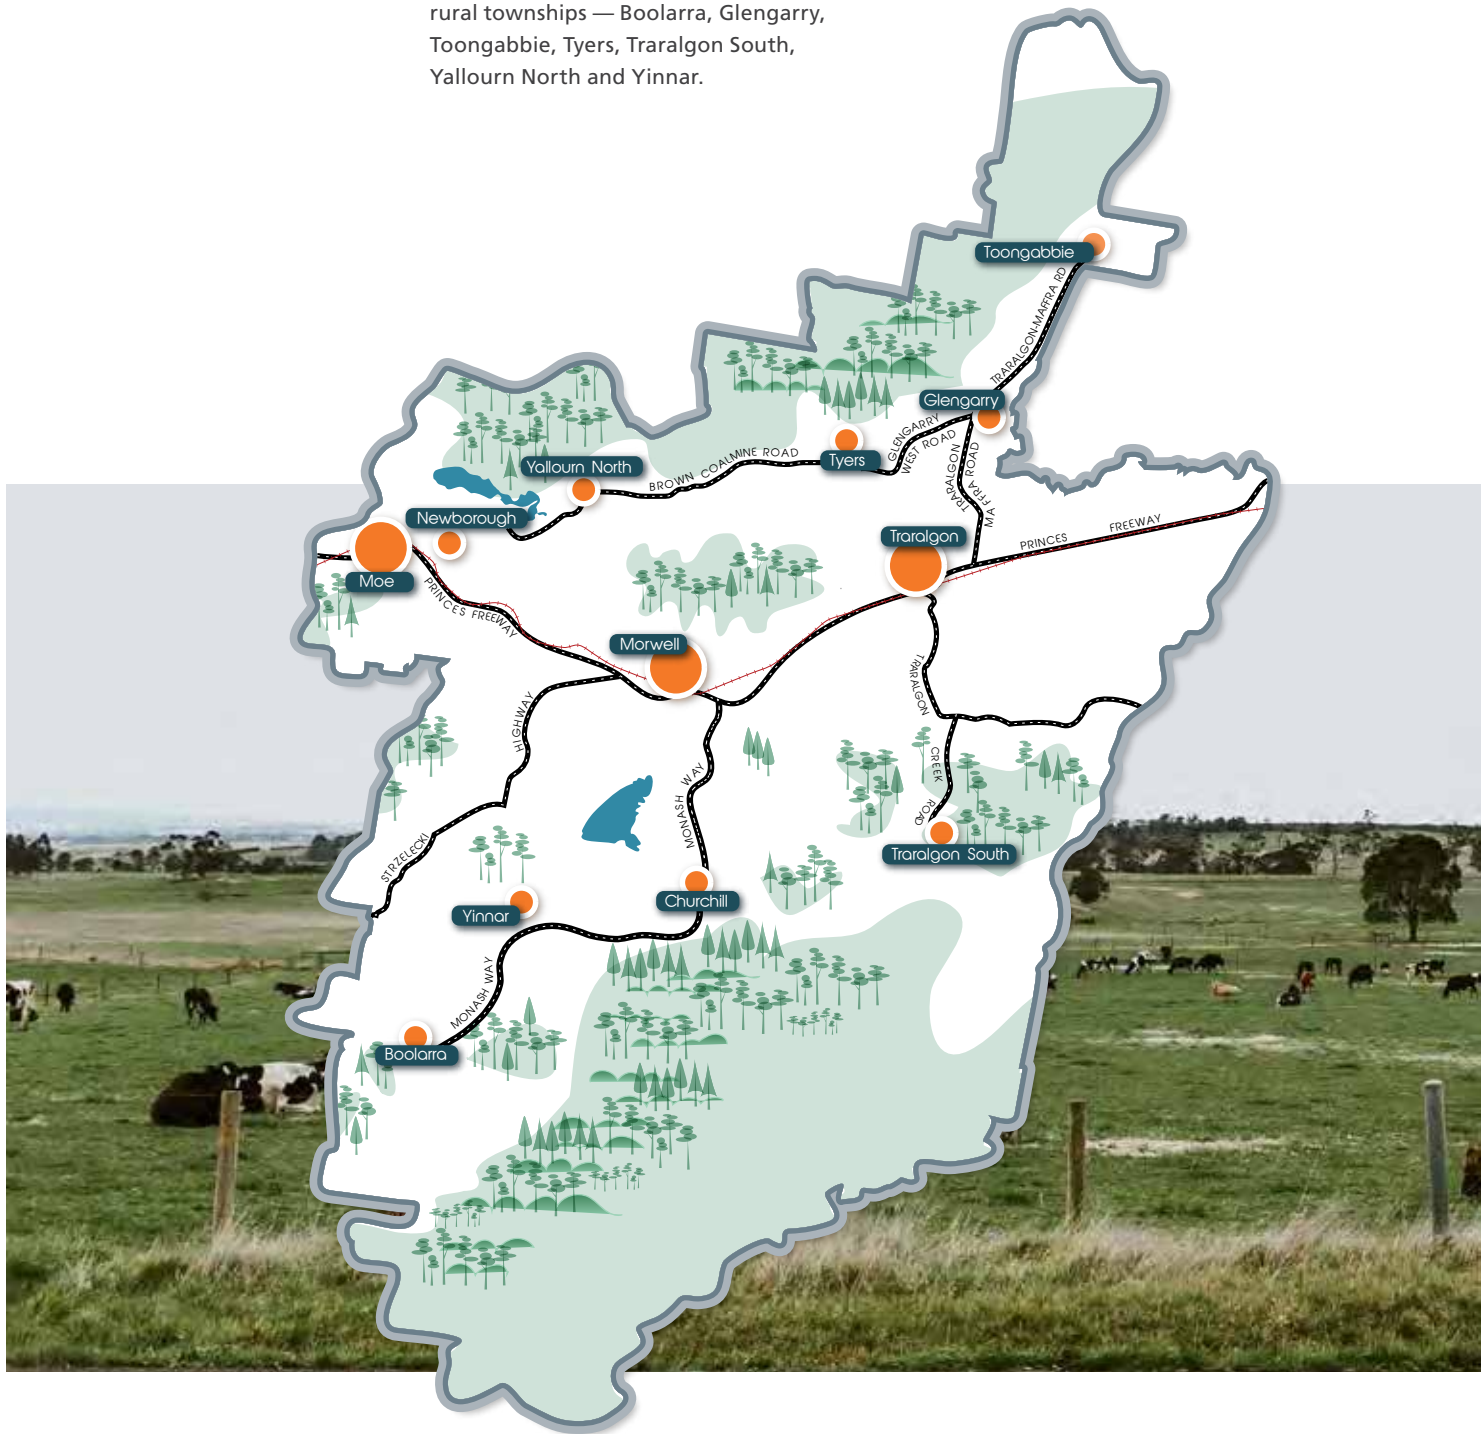 rural townships — Boolarra, Glengarry,
Toongabbie, Tyers, Traralgon South,
Yallourn North and Yinnar.
Toongabbie
TRARALGON-MAFFRA RD
Glengarry
GLENGARRY
WEST ROAD
Tyers
BROWN COALMINE ROAD
Yallourn North
TRARALGON
MAFFRA ROAD
Newborough
Traralgon
PRINCES FREEWAY
Moe
PRINCES FREEWAY
Morwell
TRARALGON
CREEK
ROAD
HIGHWAY
STRZELECKI
MONASH WAY
Traralgon South
Churchill
Yinnar
MONASH WAY
Boolarra